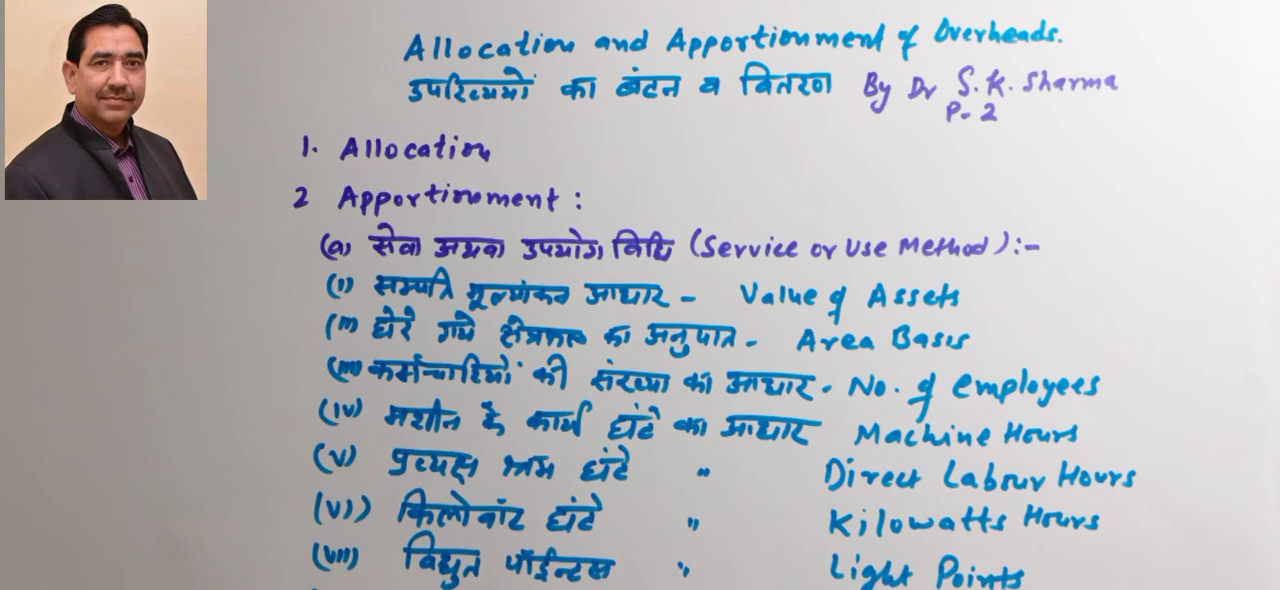 Allocation and Apportionment of Overheads.
उपरिव्ययों का बंटन व वितरण By Dr S.K. Sharma
P-2
1. Allocation
2 Apportionment :
(a) सेवा अथवा उपयोग विधि (Service or Use Method):-
(i) सम्पत्ति मूल्यांकन आधार - Value of Assets
(ii) घेरे गये क्षेत्रफल का अनुपात - Area Basis
(iii) कर्मचारियों की संख्या का आधार - No. of employees
(iv) मशीन के कार्य घंटे का आधार Machine Hours
(v) प्रत्यक्ष श्रम घंटे " Direct Labour Hours
(vi) किलोवाट घंटे " Kilowatts Hours
(vii) विद्युत पॉईन्टस " Light Points